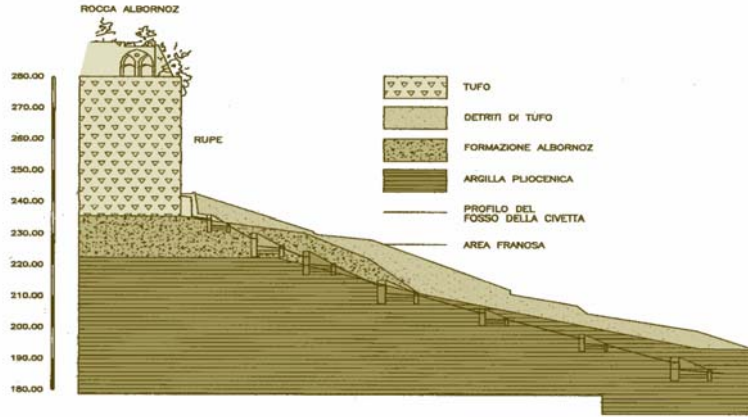 ROCCA ALBORNOZ
280.00
270.00
260.00
250.00
240.00
230.00
220.00
210.00
200.00
190.00
180.00
RUPE
TUFO
DETRITI DI TUFO
FORMAZIONE ALBORNOZ
ARGILLA PLIOCENICA
PROFILO DEL
FOSSO DELLA CIVETTA
AREA FRANOSA